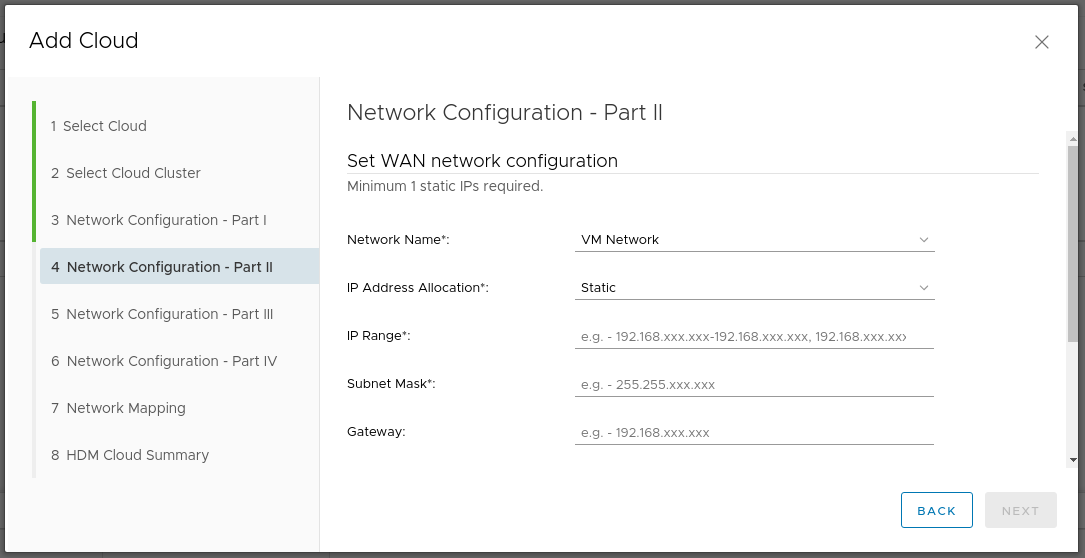 Add Cloud
1 Select Cloud
2 Select Cloud Cluster
3 Network Configuration - Part I
4 Network Configuration - Part II
5 Network Configuration - Part III
6 Network Configuration - Part IV
7 Network Mapping
8 HDM Cloud Summary
Network Configuration - Part II
Set WAN network configuration
Minimum 1 static IPs required.
Network Name*: VM Network
IP Address Allocation*: Static
IP Range*: e.g. - 192.168.xxx.xxx-192.168.xxx.xxx, 192.168.xxx.xx
Subnet Mask*: e.g. - 255.255.xxx.xxx
Gateway: e.g. - 192.168.xxx.xxx
BACK NEXT